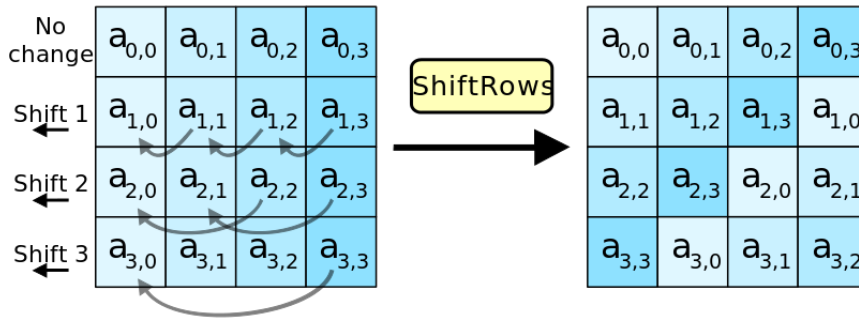 No
change
a0,0 a0,1 a0,2 a0,3
ShiftRows
a0,0 a0,1 a0,2 a0,3
Shift 1
a1,0 a1,1 a1,2 a1,3
a1,1 a1,2 a1,3 a1,0
Shift 2
a2,0 a2,1 a2,2 a2,3
a2,2 a2,3 a2,0 a2,1
Shift 3
a3,0 a3,1 a3,2 a3,3
a3,3 a3,0 a3,1 a3,2